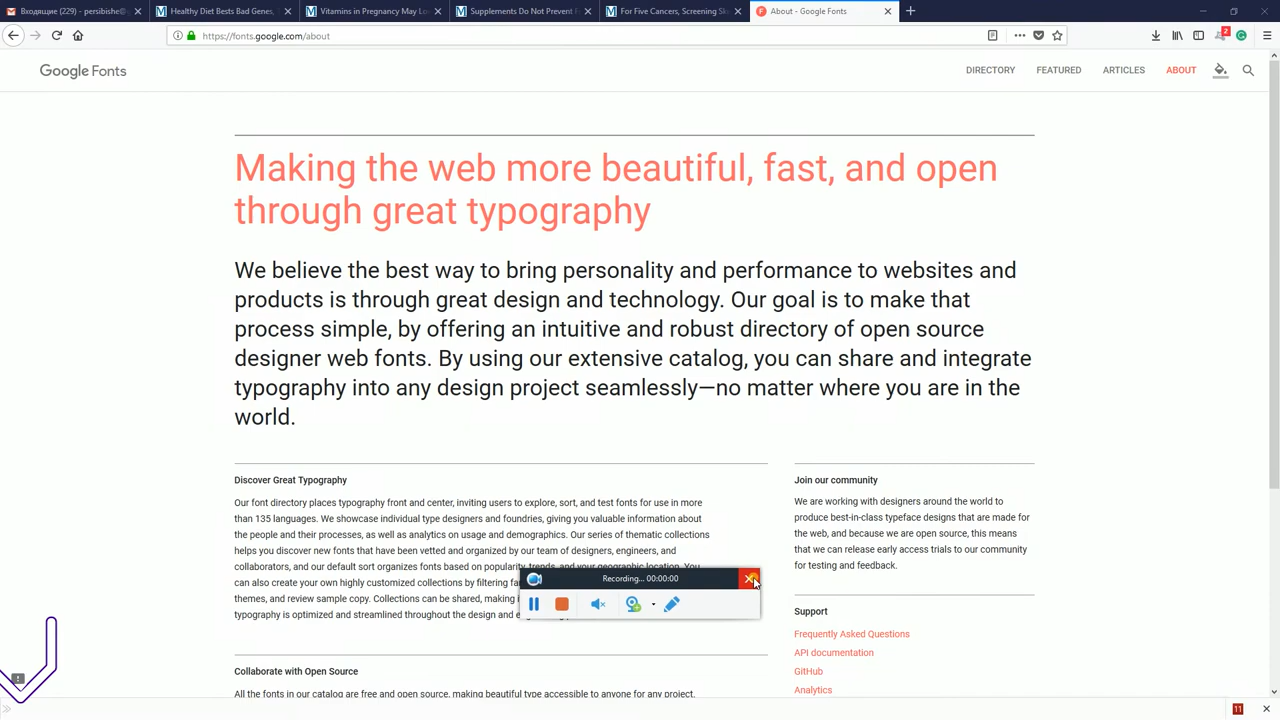 Входящие (229) - persibishe@
Healthy Diet Bests Bad Genes,
Vitamins in Pregnancy May Lo
Supplements Do Not Prevent
For Five Cancers, Screening Sk
About - Google Fonts
https://fonts.google.com/about
2
Google Fonts
DIRECTORY
FEATURED
ARTICLES
ABOUT
Making the web more beautiful, fast, and open
through great typography
We believe the best way to bring personality and performance to websites and
products is through great design and technology. Our goal is to make that
process simple, by offering an intuitive and robust directory of open source
designer web fonts. By using our extensive catalog, you can share and integrate
typography into any design project seamlessly—no matter where you are in the
world.
Discover Great Typography
Our font directory places typography front and center, inviting users to explore, sort, and test fonts for use in more
than 135 languages. We showcase individual type designers and foundries, giving you valuable information about
the people and their processes, as well as analytics on usage and demographics. Our series of thematic collections
helps you discover new fonts that have been vetted and organized by our team of designers, engineers, and
collaborators, and our default sort organizes fonts based on popularity, trends, and your geographic location. You
can also create your own highly customized collections by filtering
themes, and review sample copy. Collections can be shared, making
typography is optimized and streamlined throughout the design and
Recording... 00:00:00
Collaborate with Open Source
All the fonts in our catalog are free and open source, making beautiful type accessible to anyone for any project.
Join our community
We are working with designers around the world to
produce best-in-class typeface designs that are made for
the web, and because we are open source, this means
that we can release early access trials to our community
for testing and feedback.
Support
Frequently Asked Questions
API documentation
GitHub
Analytics
11